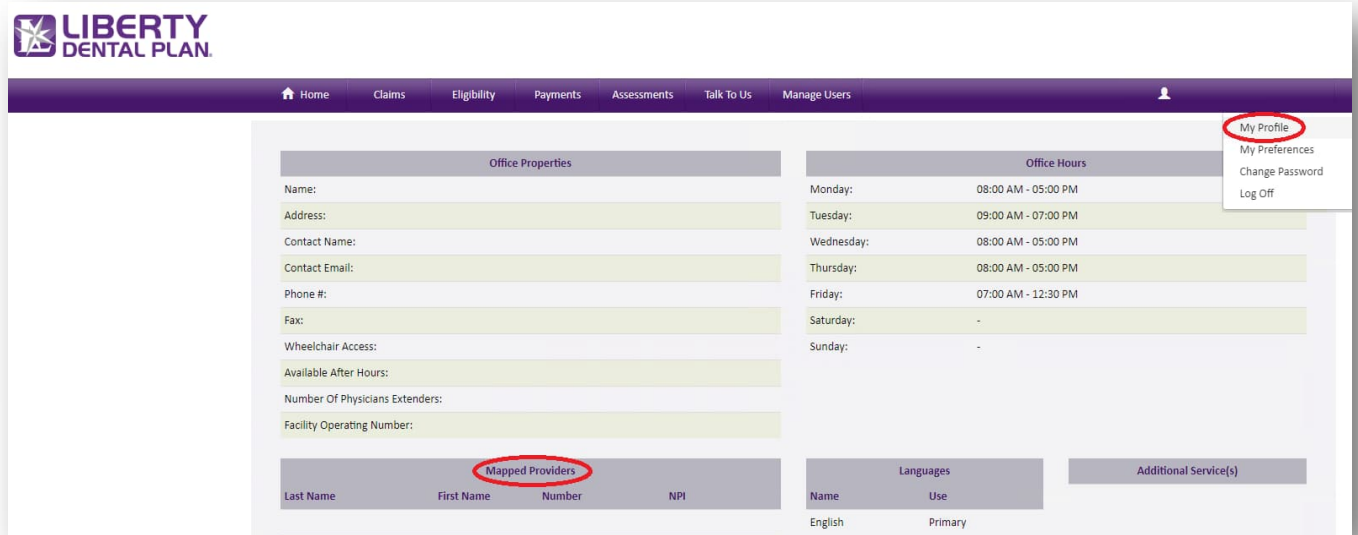 LIBERTY
DENTAL PLAN.
Home Claims Eligibility Payments Assessments Talk To Us Manage Users
My Profile
My Preferences
Change Password
Log Off
Office Properties
Name:
Address:
Contact Name:
Contact Email:
Phone #:
Fax:
Wheelchair Access:
Available After Hours:
Number Of Physicians Extenders:
Facility Operating Number:
Office Hours
Monday: 08:00 AM - 05:00 PM
Tuesday: 09:00 AM - 07:00 PM
Wednesday: 08:00 AM - 05:00 PM
Thursday: 08:00 AM - 05:00 PM
Friday: 07:00 AM - 12:30 PM
Saturday: -
Sunday: -
Mapped Providers
Last Name First Name Number NPI
Languages
Name Use
English Primary
Additional Service(s)